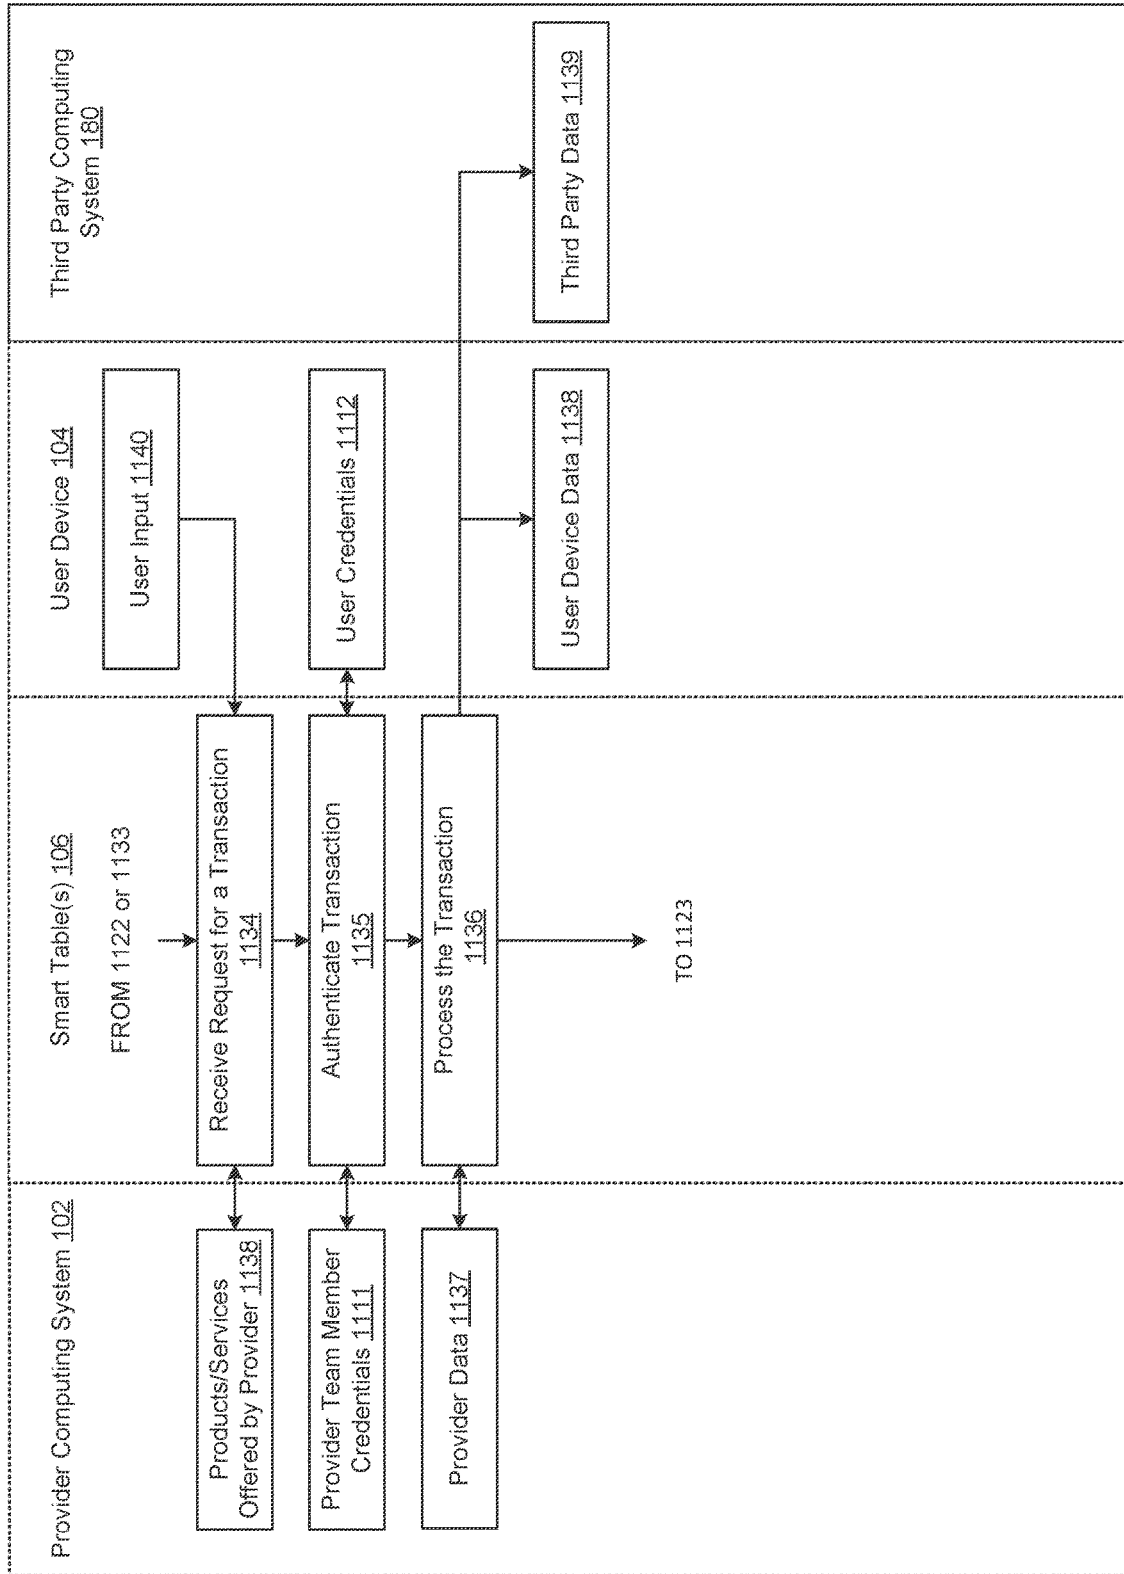 Provider Computing System 102
Smart Table(s) 106
User Device 104
Third Party Computing
System 180
FROM 1122 or 1133
User Input 1140
Products/Services
Offered by Provider 1138
Receive Request for a Transaction
1134
Provider Team Member
Credentials 1111
Authenticate Transaction
1135
User Credentials 1112
Provider Data 1137
Process the Transaction
1136
User Device Data 1138
Third Party Data 1139
TO 1123